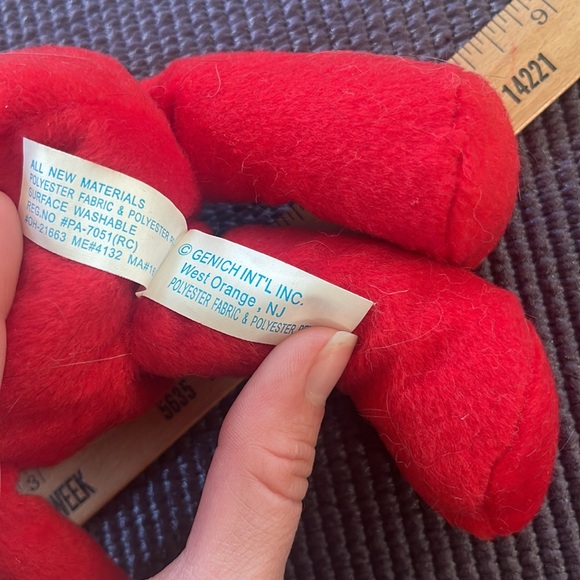 ALL NEW MATERIALS
POLYESTER FABRIC & POLYESTER
SURFACE WASHABLE
REG.NO #PA-7051(RC)
#OH-21663 ME#4132 MA#
© GENICH INT'L INC.
West Orange, NJ
POLYESTER FABRIC & POLYESTER
9
14221
5635
3
WEEK